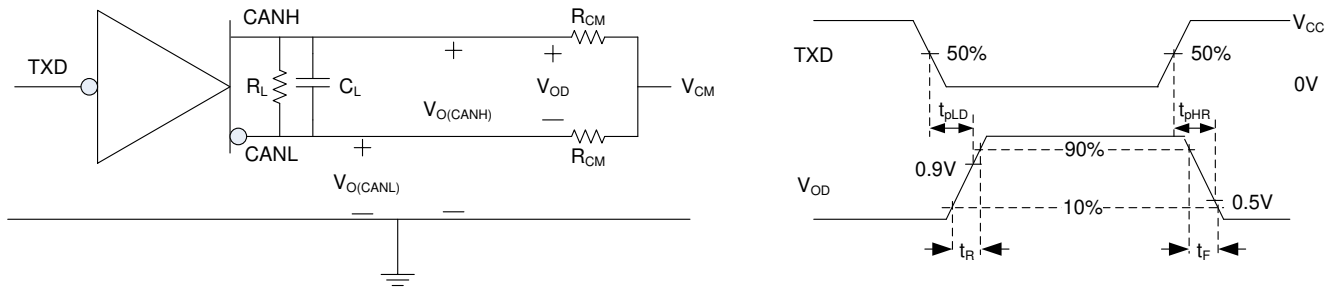 CANH
R_CM
TXD
R_L
C_L
V_OD
V_CM
V_O(CANH)
CANL
R_CM
V_O(CANL)
V_CC
TXD
50%
50%
0V
t_pLD
t_pHR
90%
0.9V
V_OD
10%
0.5V
t_R
t_F